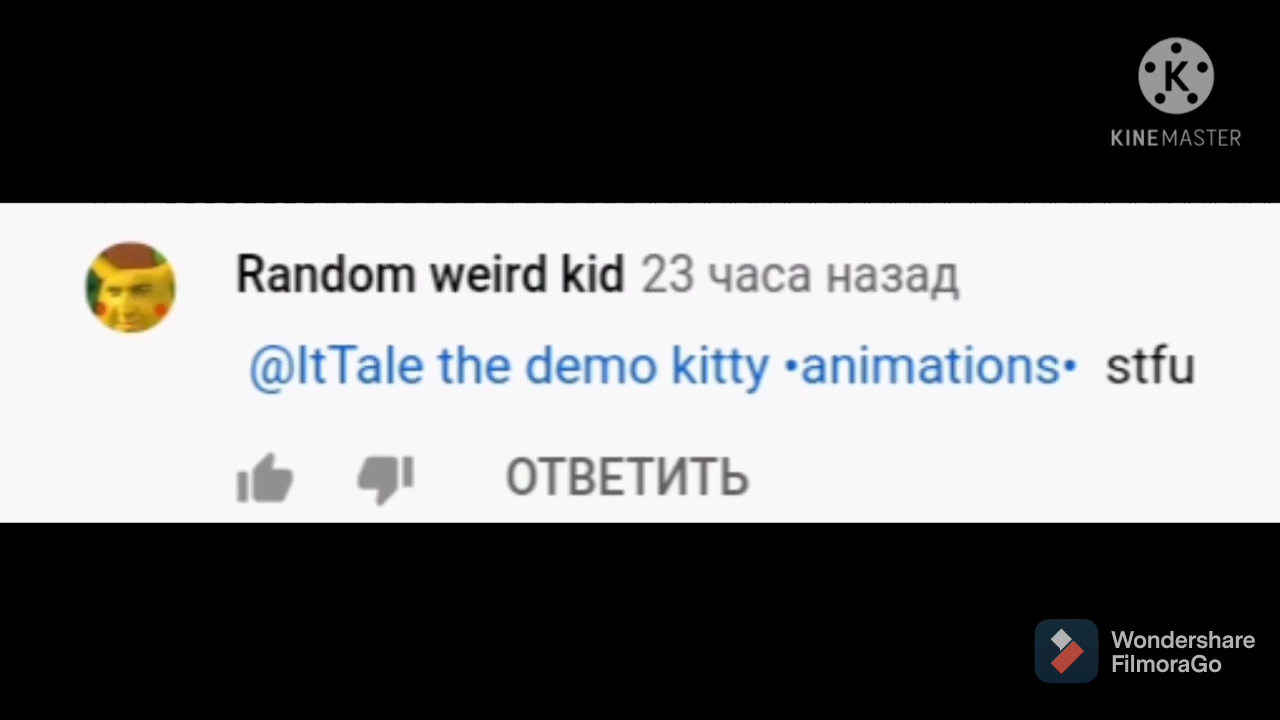 K
KINEMASTER
Random weird kid 23 часа назад
@ItTale the demo kitty •animations• stfu
ОТВЕТИТЬ
Wondershare
FilmoraGo